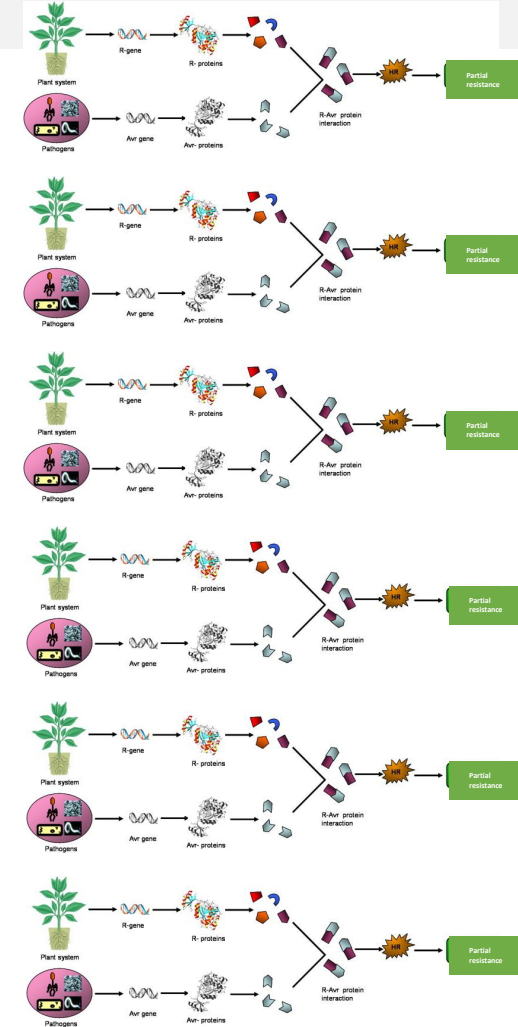 R-gene
R- proteins
Plant system
HR
Partial
resistance
R-Avr protein
interaction
Avr gene
Avr- proteins
Pathogens
R-gene
R- proteins
Plant system
HR
Partial
resistance
R-Avr protein
interaction
Avr gene
Avr- proteins
Pathogens
R-gene
R- proteins
Plant system
HR
Partial
resistance
R-Avr protein
interaction
Avr gene
Avr- proteins
Pathogens
R-gene
R- proteins
Plant system
HR
Partial
resistance
R-Avr protein
interaction
Avr gene
Avr- proteins
Pathogens
R-gene
R- proteins
Plant system
HR
Partial
resistance
R-Avr protein
interaction
Avr gene
Avr- proteins
Pathogens
R-gene
R- proteins
Plant system
HR
Partial
resistance
R-Avr protein
interaction
Avr gene
Avr- proteins
Pathogens